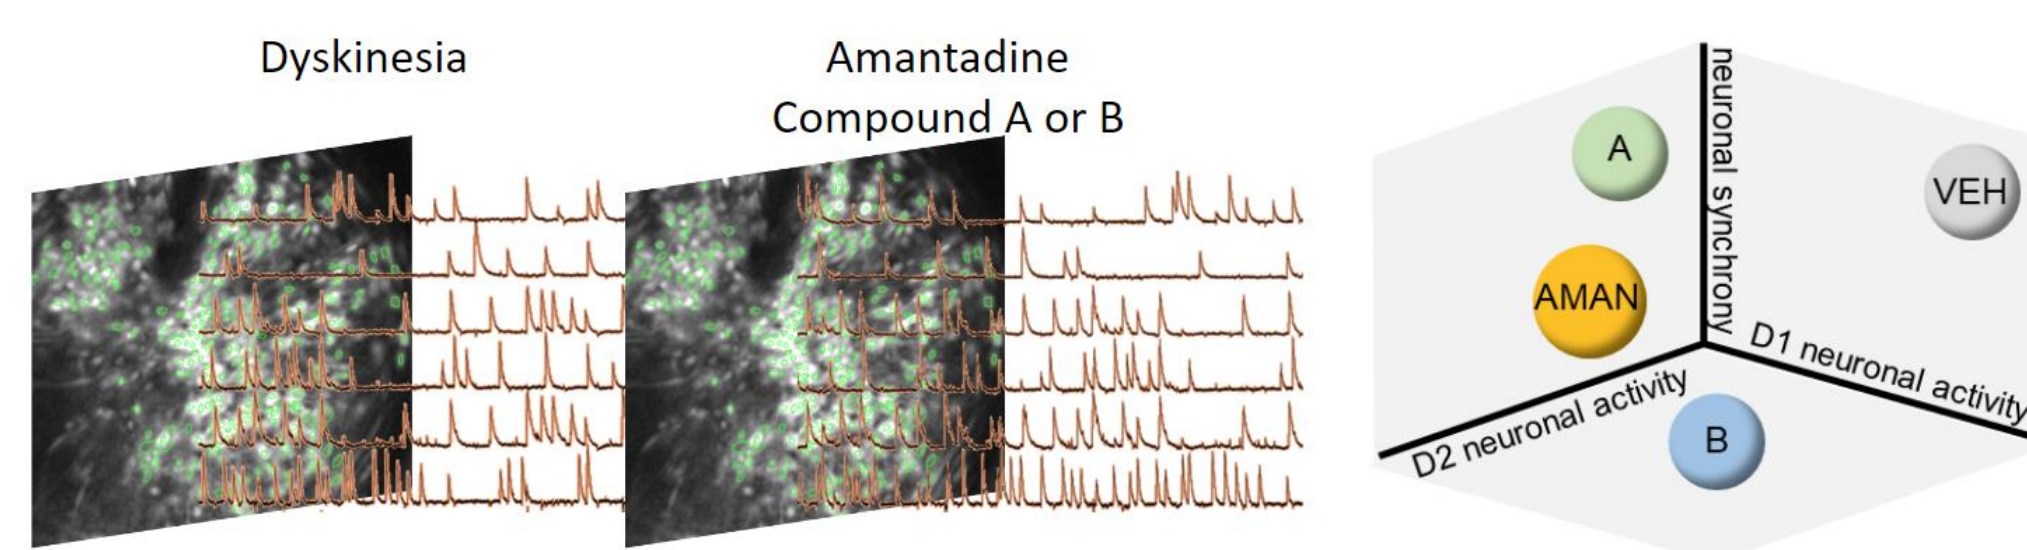 Dyskinesia
Amantadine
Compound A or B
neuronal synchrony
A
VEH
AMAN
D1 neuronal activity
D2 neuronal activity
B